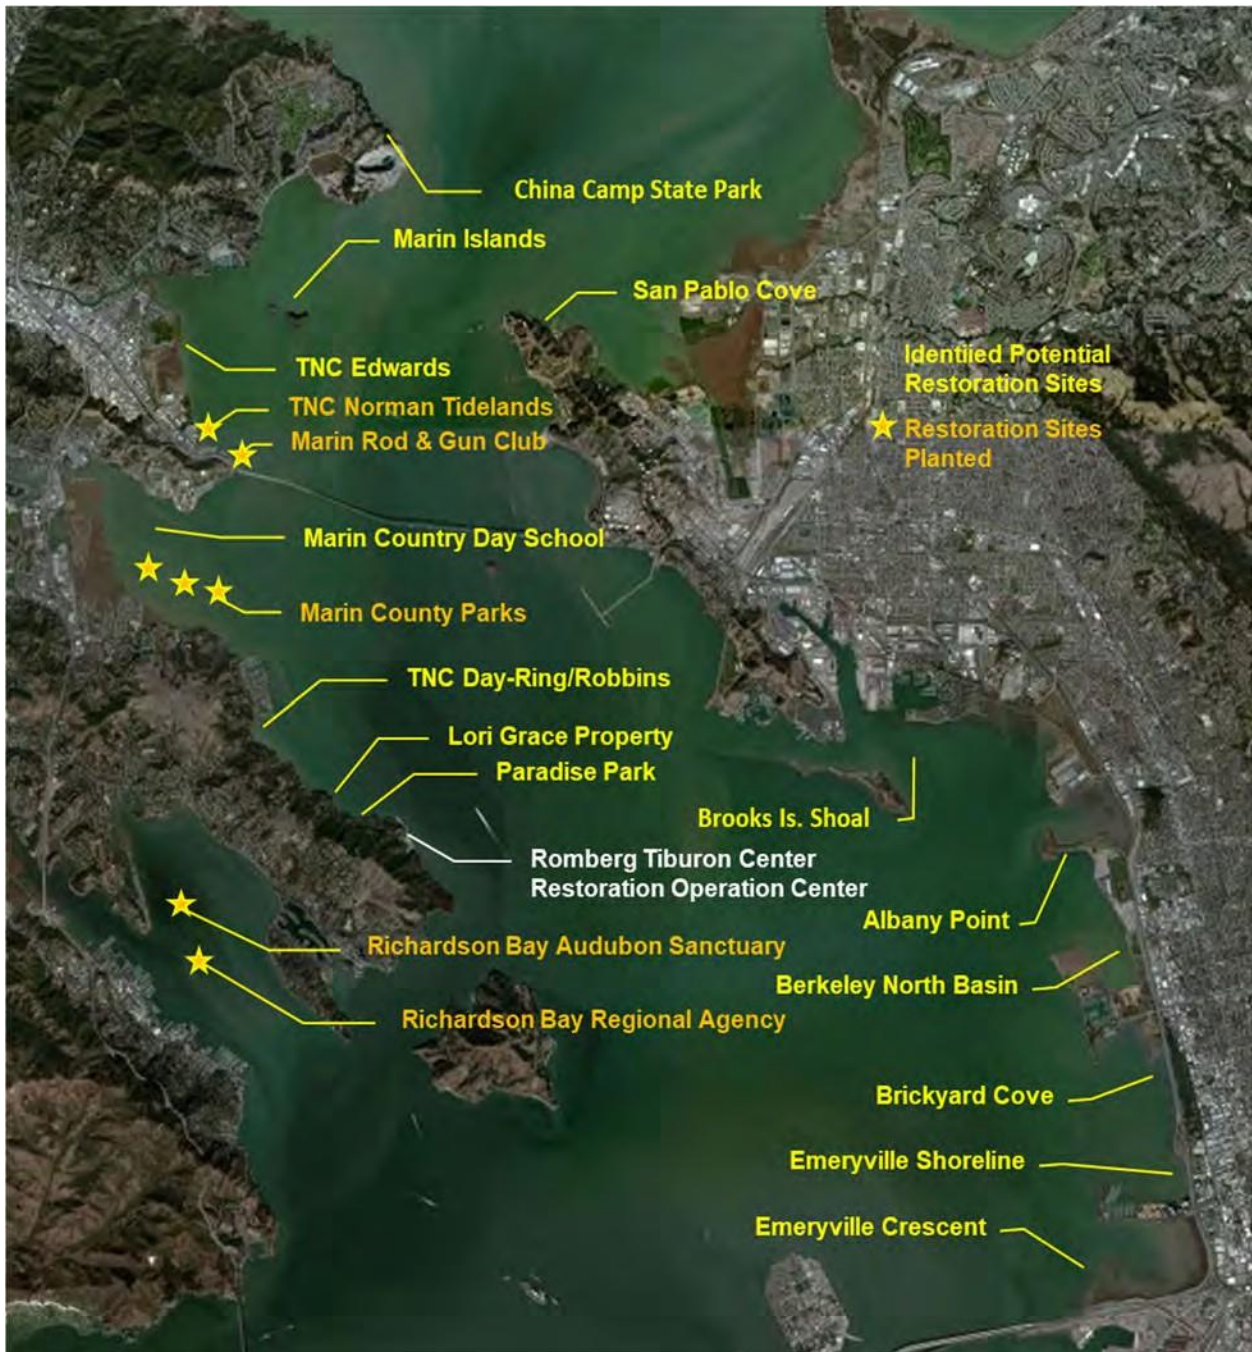 China Camp State Park
Marin Islands
San Pablo Cove
TNC Edwards
Identiied Potential
Restoration Sites
TNC Norman Tidelands
Marin Rod & Gun Club
Restoration Sites
Planted
Marin Country Day School
Marin County Parks
TNC Day-Ring/Robbins
Lori Grace Property
Paradise Park
Brooks Is. Shoal
Romberg Tiburon Center
Restoration Operation Center
Albany Point
Richardson Bay Audubon Sanctuary
Berkeley North Basin
Richardson Bay Regional Agency
Brickyard Cove
Emeryville Shoreline
Emeryville Crescent